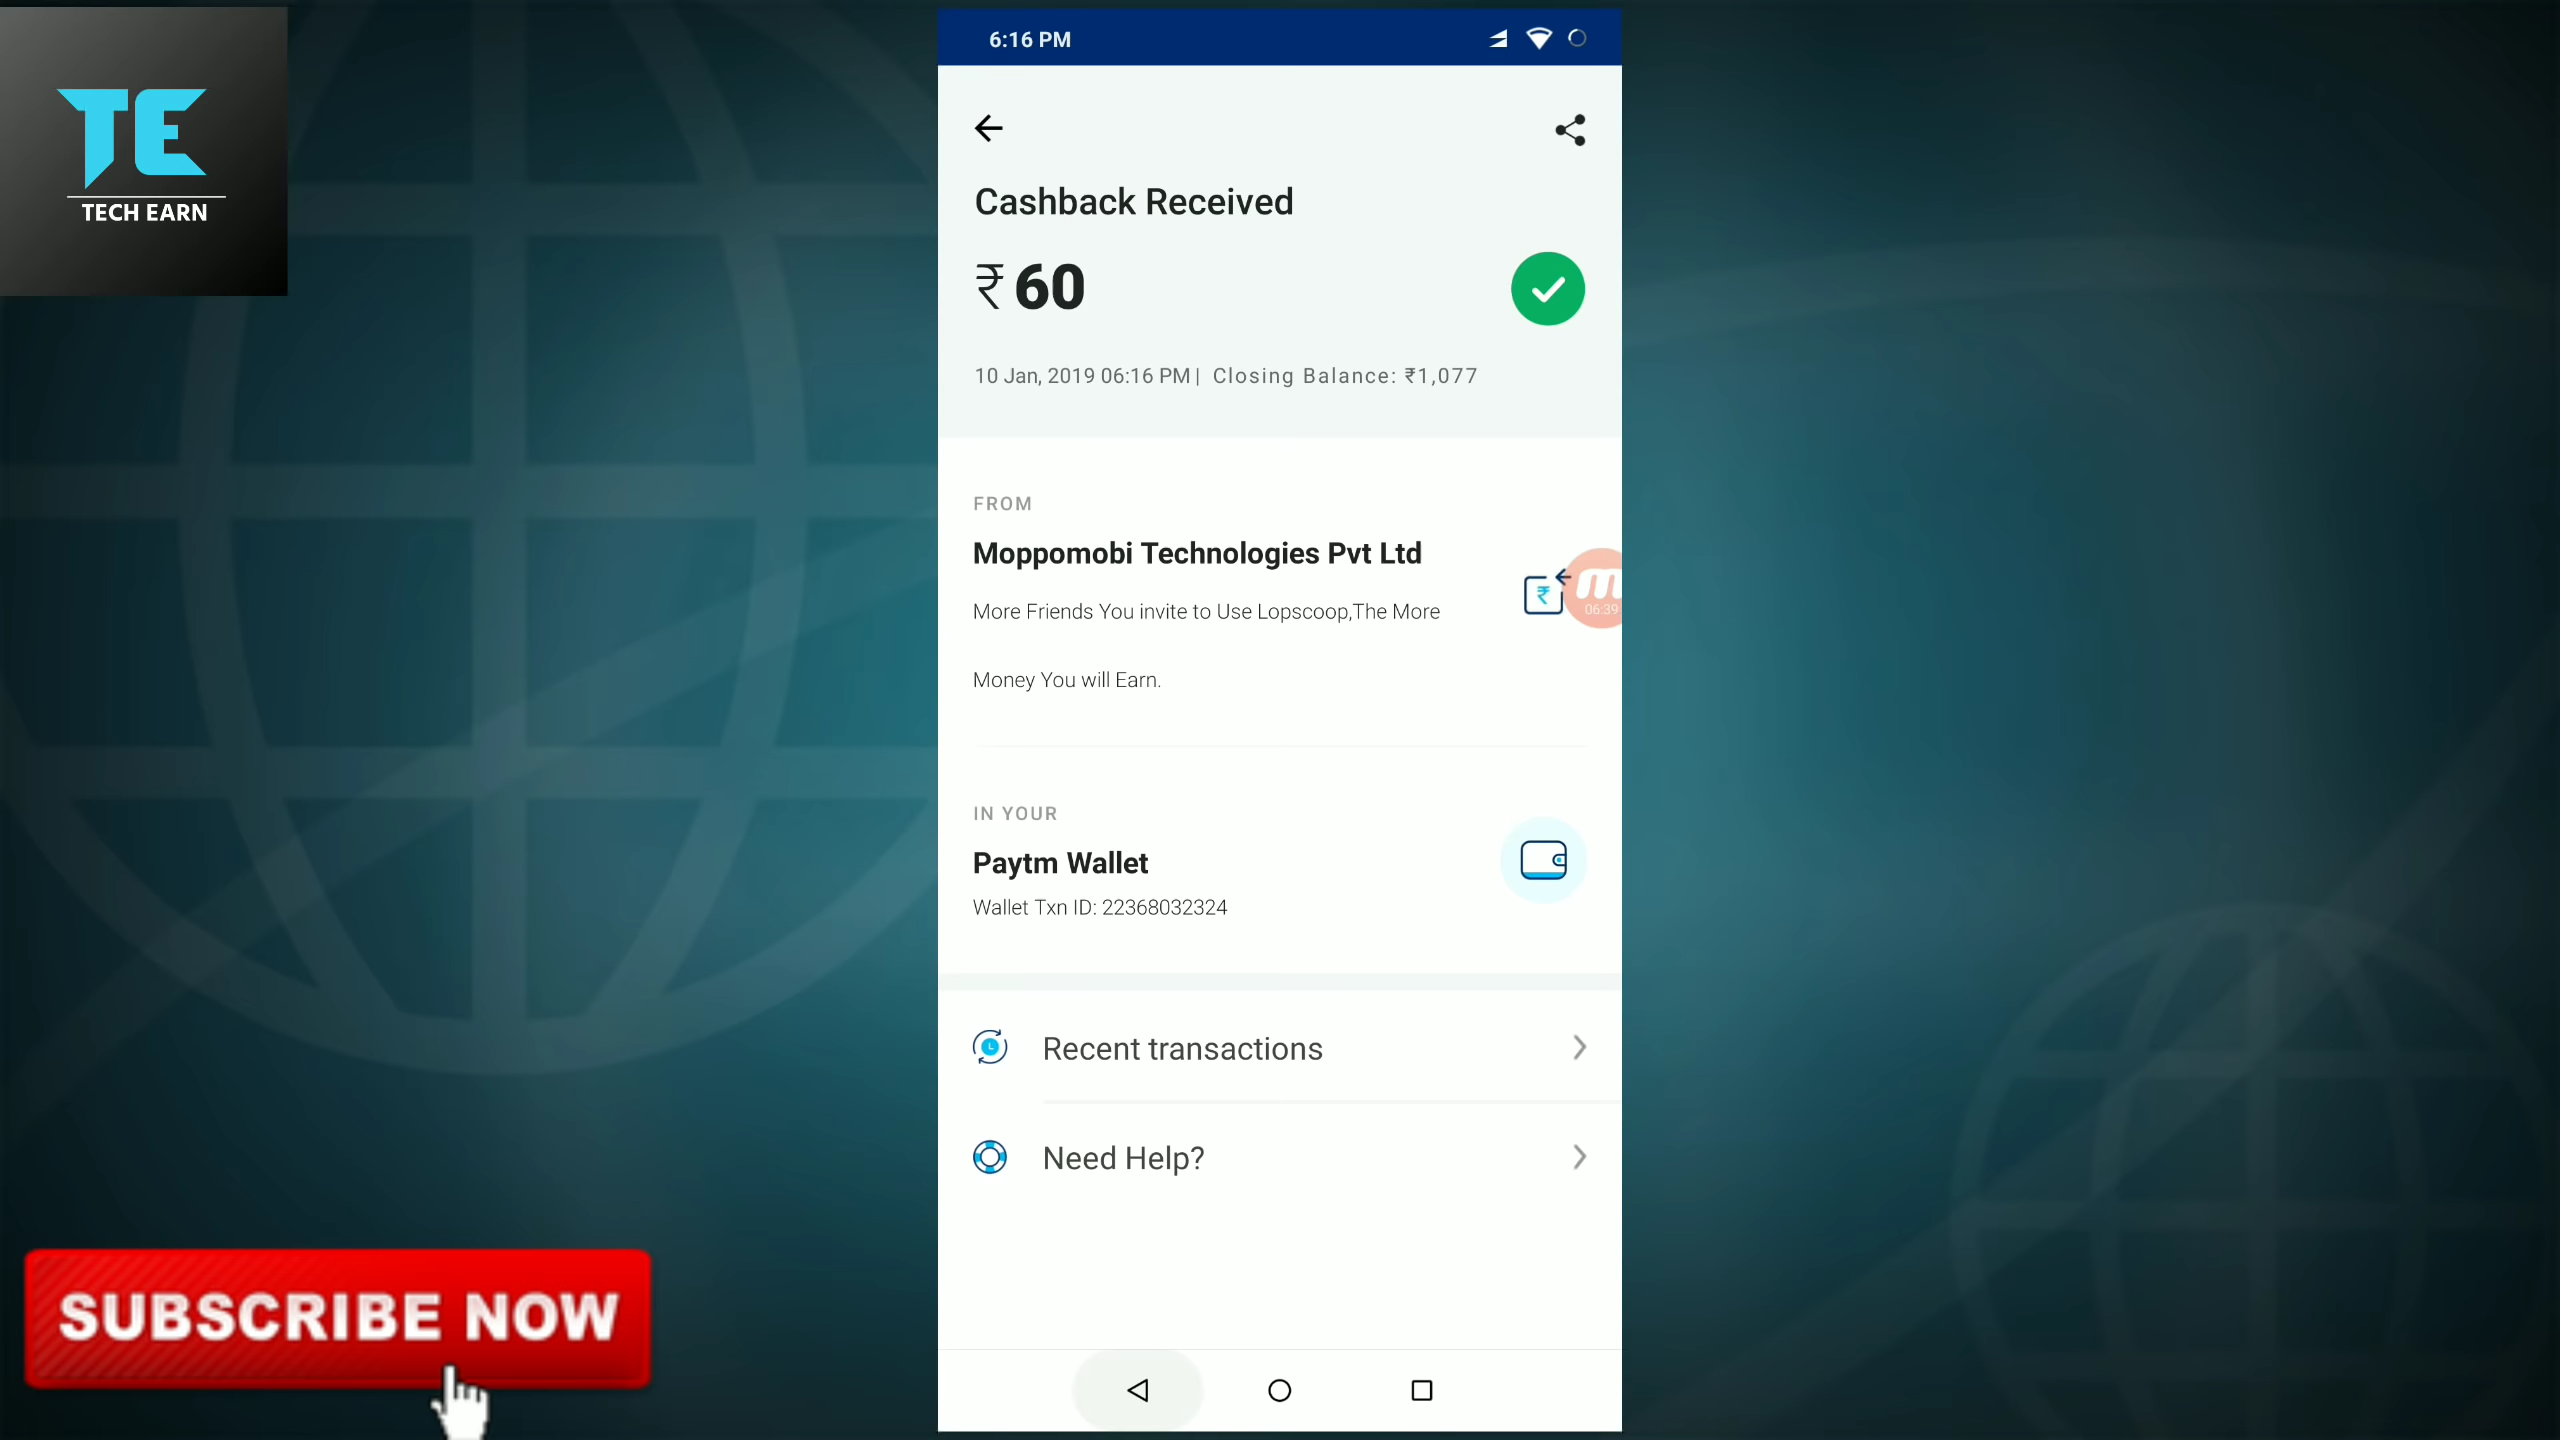 6:16 PM
TE
TECH EARN
Cashback Received
₹ 60
10 Jan, 2019 06:16 PM | Closing Balance: ₹1,077
FROM
Moppomobi Technologies Pvt Ltd
More Friends You invite to Use Lopscoop,The More
Money You will Earn.
₹
m
06:39
IN YOUR
Paytm Wallet
Wallet Txn ID: 22368032324
Recent transactions
Need Help?
SUBSCRIBE NOW